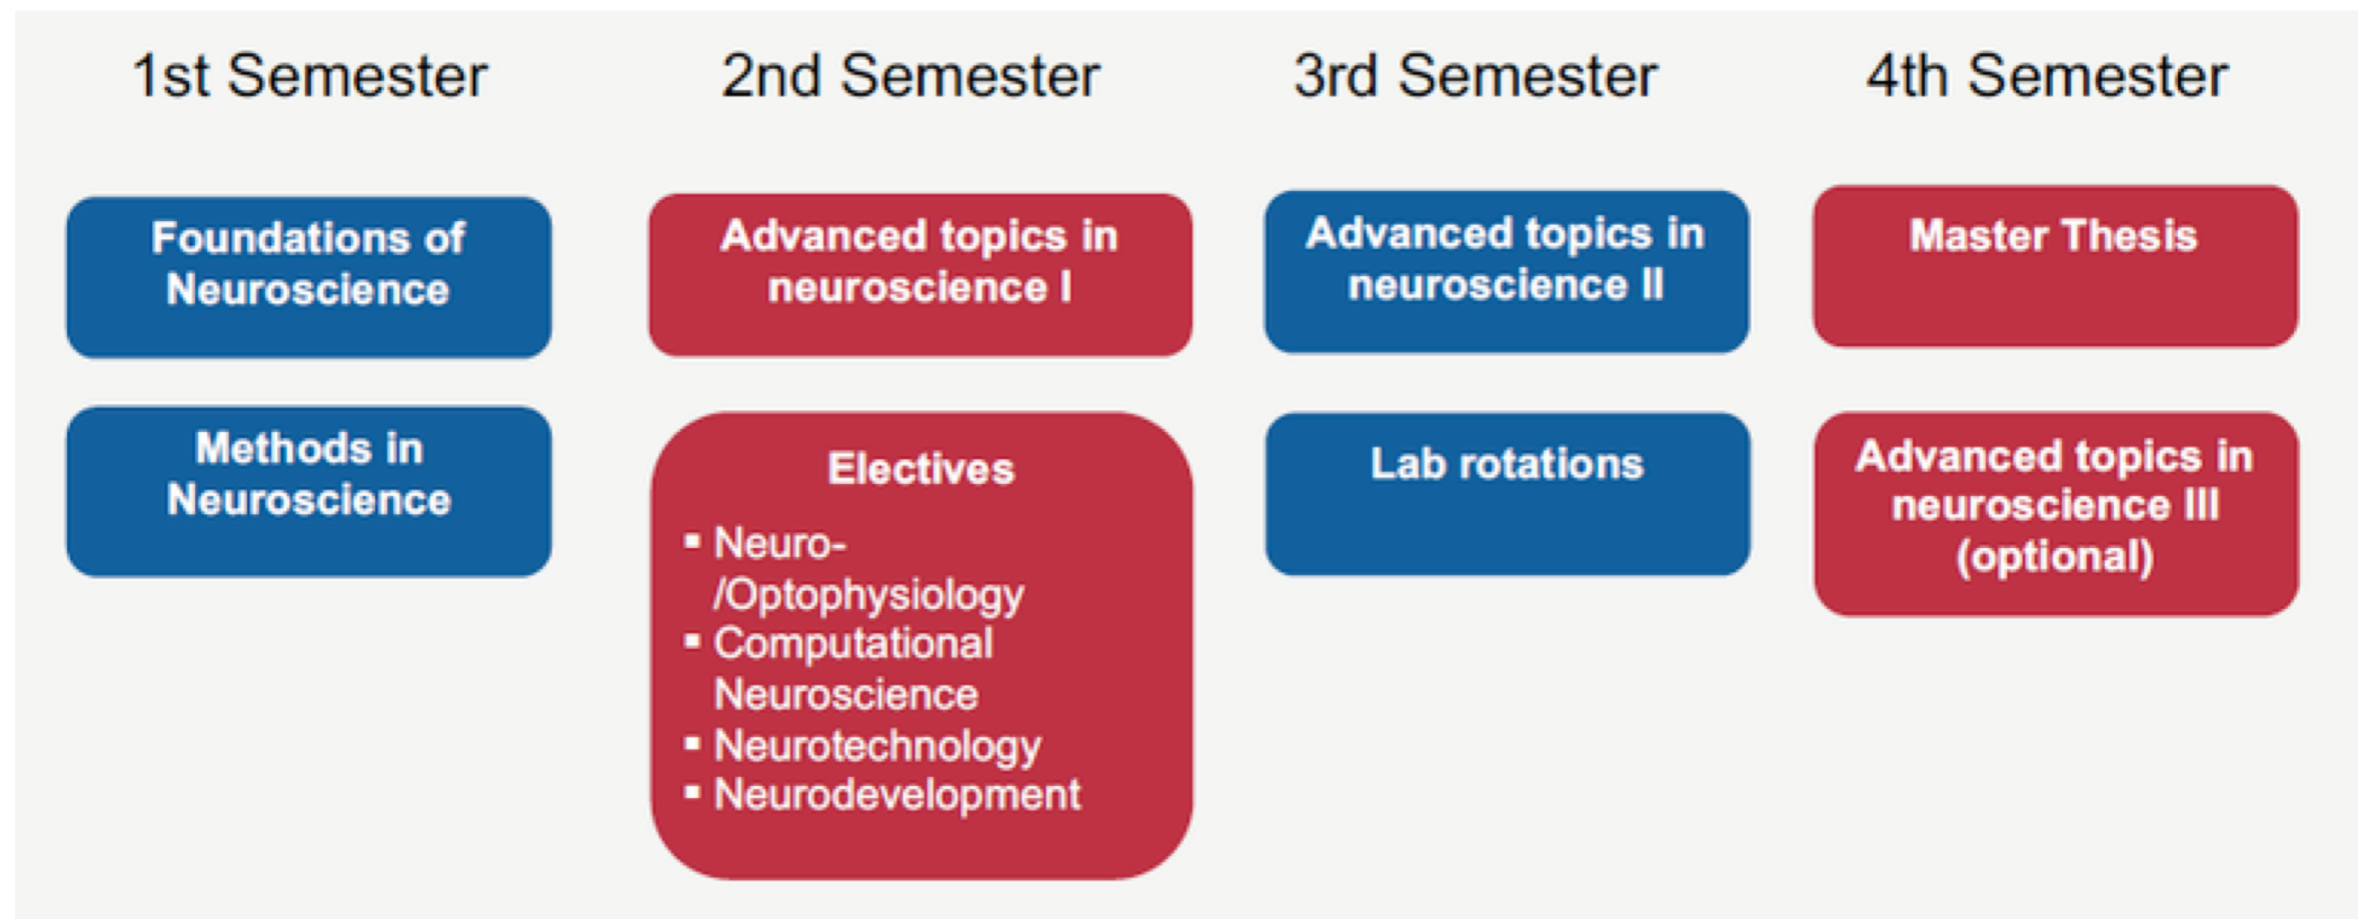 1st Semester
2nd Semester
3rd Semester
4th Semester
Foundations of
Neuroscience
Methods in
Neuroscience
Advanced topics in
neuroscience I
Electives
▪ Neuro-
/Optophysiology
▪ Computational
Neuroscience
▪ Neurotechnology
▪ Neurodevelopment
Advanced topics in
neuroscience II
Lab rotations
Master Thesis
Advanced topics in
neuroscience III
(optional)